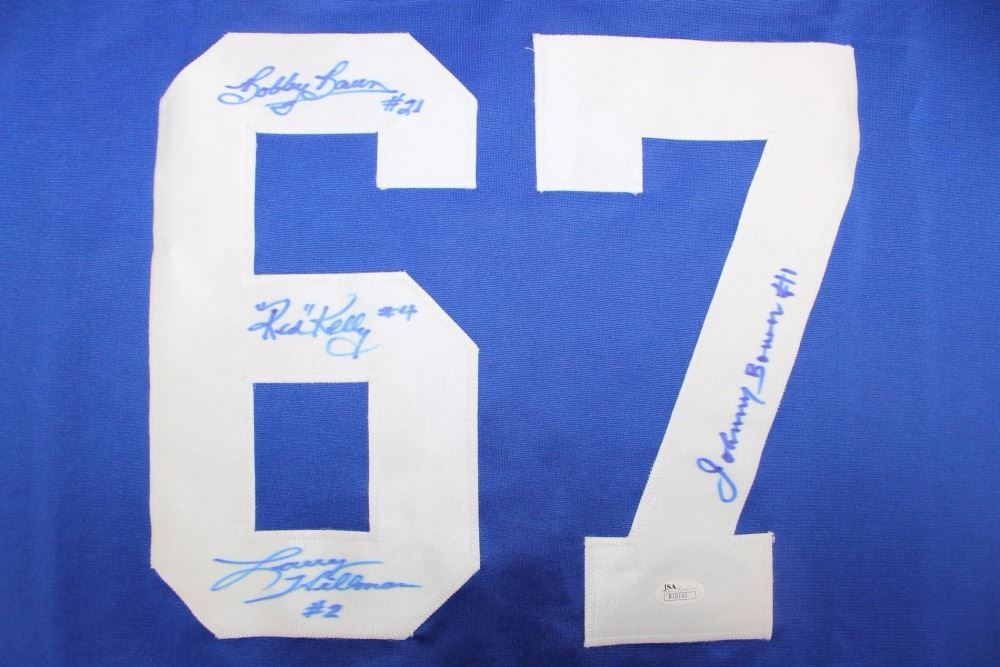 67
Bobby Baun
#21
"Red" Kelly #4
Larry
Hillman
#2
Johnny Bower #1
JSA